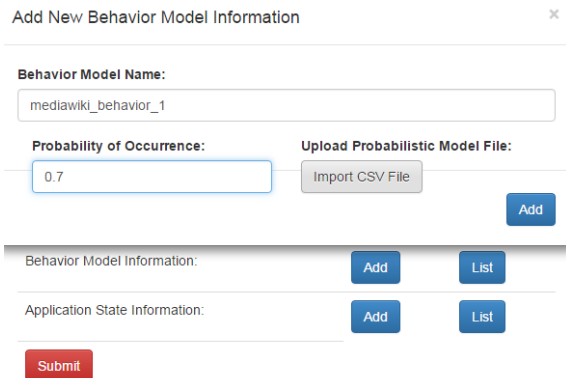 Add New Behavior Model Information ×
Behavior Model Name:
mediawiki_behavior_1
Probability of Occurrence: Upload Probabilistic Model File:
0.7 Import CSV File
Add
Behavior Model Information: Add List
Application State Information: Add List
Submit